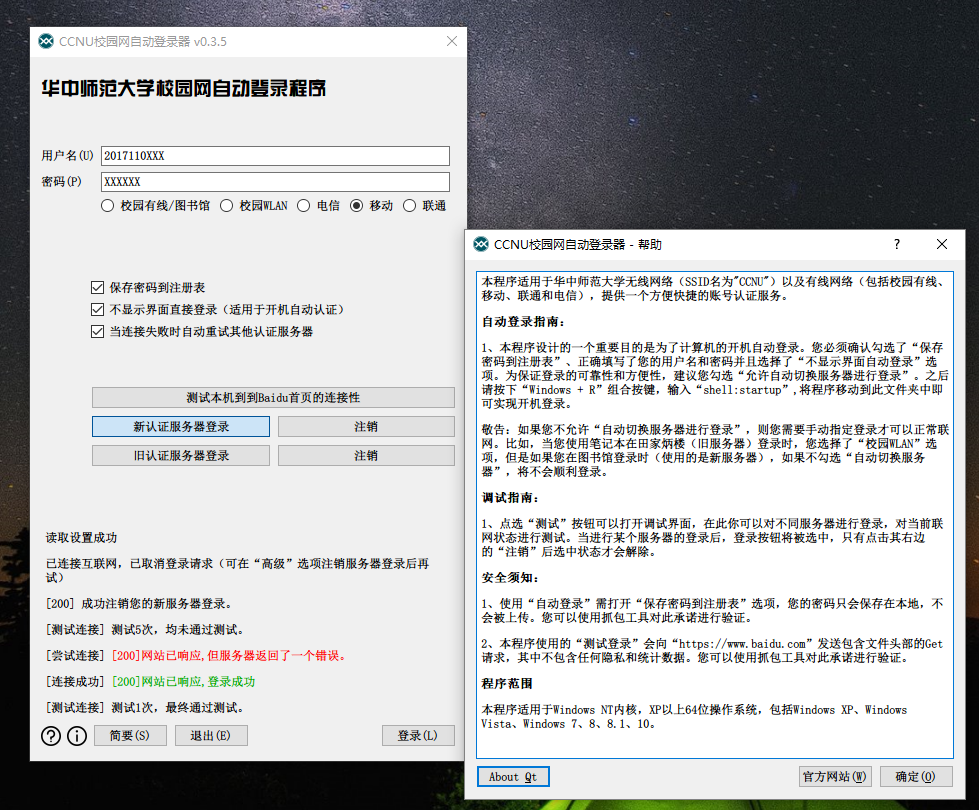 CCNU校园网自动登录器 v0.3.5
华中师范大学校园网自动登录程序
用户名(U) 2017110XXX
密码(P) XXXXXX
校园有线/图书馆 校园WLAN 电信 移动 联通
保存密码到注册表
不显示界面直接登录（适用于开机自动认证）
当连接失败时自动重试其他认证服务器
测试本机到到Baidu首页的连接性
新认证服务器登录 注销
旧认证服务器登录 注销
读取设置成功
已连接互联网，已取消登录请求（可在“高级”选项注销服务器登录后再
试）
[200] 成功注销您的新服务器登录。
[测试连接] 测试5次，均未通过测试。
[尝试连接] [200]网站已响应,但服务器返回了一个错误。
[连接成功] [200]网站已响应,登录成功
[测试连接] 测试1次，最终通过测试。
简要(S) 退出(E) 登录(L)
CCNU校园网自动登录器 - 帮助
本程序适用于华中师范大学无线网络（SSID名为"CCNU"）以及有线网络（包括校园有线、
移动、联通和电信），提供一个方便快捷的账号认证服务。
自动登录指南：
1、本程序设计的一个重要目的是为了计算机的开机自动登录。您必须确认勾选了“保存
密码到注册表”、正确填写了您的用户名和密码并且选择了“不显示界面自动登录”选
项。为保证登录的可靠性和方便性，建议您勾选“允许自动切换服务器进行登录”。之后
请按下“Windows + R”组合按键，输入“shell:startup”,将程序移动到此文件夹中即
可实现开机登录。
敬告：如果您不允许“自动切换服务器进行登录”，则您需要手动指定登录才可以正常联
网。比如，当您使用笔记本在田家炳楼（旧服务器）登录时，您选择了“校园WLAN”选
项，但是如果您在图书馆登录时（使用的是新服务器），如果不勾选“自动切换服务
器”，将不会顺利登录。
调试指南：
1、点选“测试”按钮可以打开调试界面，在此你可以对不同服务器进行登录，对当前联
网状态进行测试。当进行某个服务器的登录后，登录按钮将被选中，只有点击其右边
的“注销”后选中状态才会解除。
安全须知：
1、使用“自动登录”需打开“保存密码到注册表”选项，您的密码只会保存在本地，不
会被上传。您可以使用抓包工具对此承诺进行验证。
2、本程序使用的“测试登录”会向“https://www.baidu.com”发送包含文件头部的Get
请求，其中不包含任何隐私和统计数据。您可以使用抓包工具对此承诺进行验证。
程序范围
本程序适用于Windows NT内核，XP以上64位操作系统，包括Windows XP、Windows
Vista、Windows 7、8、8.1、10。
About Qt 官方网站(W) 确定(O)